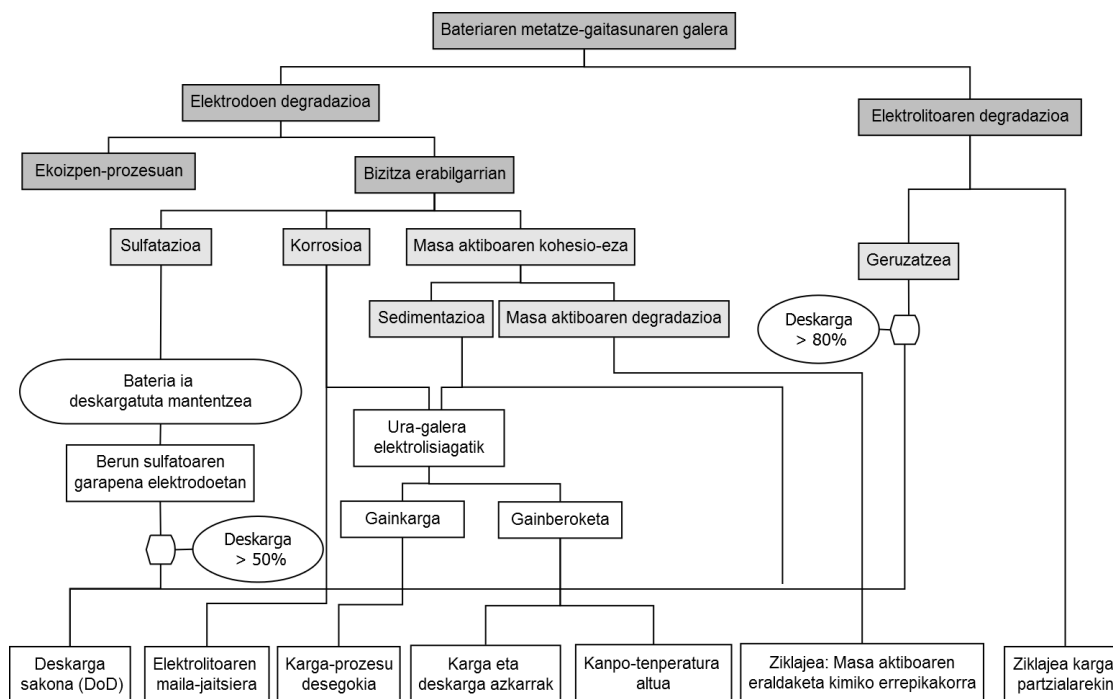 Bateriaren metatze-gaitasunaren galera
Elektrodoen degradazioa
Elektrolitoaren degradazioa
Ekoizpen-prozesuan
Bizitza erabilgarrian
Sulfatazioa
Korrosioa
Masa aktiboaren kohesio-eza
Geruzatzea
Sedimentazioa
Masa aktiboaren degradazioa
Deskarga
> 80%
Bateria ia
deskargatuta mantentzea
Ura-galera
elektrolisiagatik
Berun sulfatoaren
garapena elektrodoetan
Gainkarga
Gainberoketa
Deskarga
> 50%
Deskarga
sakona (DoD)
Elektrolitoaren
maila-jaitsiera
Karga-prozesu
desegokia
Karga eta
deskarga azkarrak
Kanpo-tenperatura
altua
Ziklajea: Masa aktiboaren
eraldaketa kimiko errepikakorra
Ziklajea karga
partzialarekin